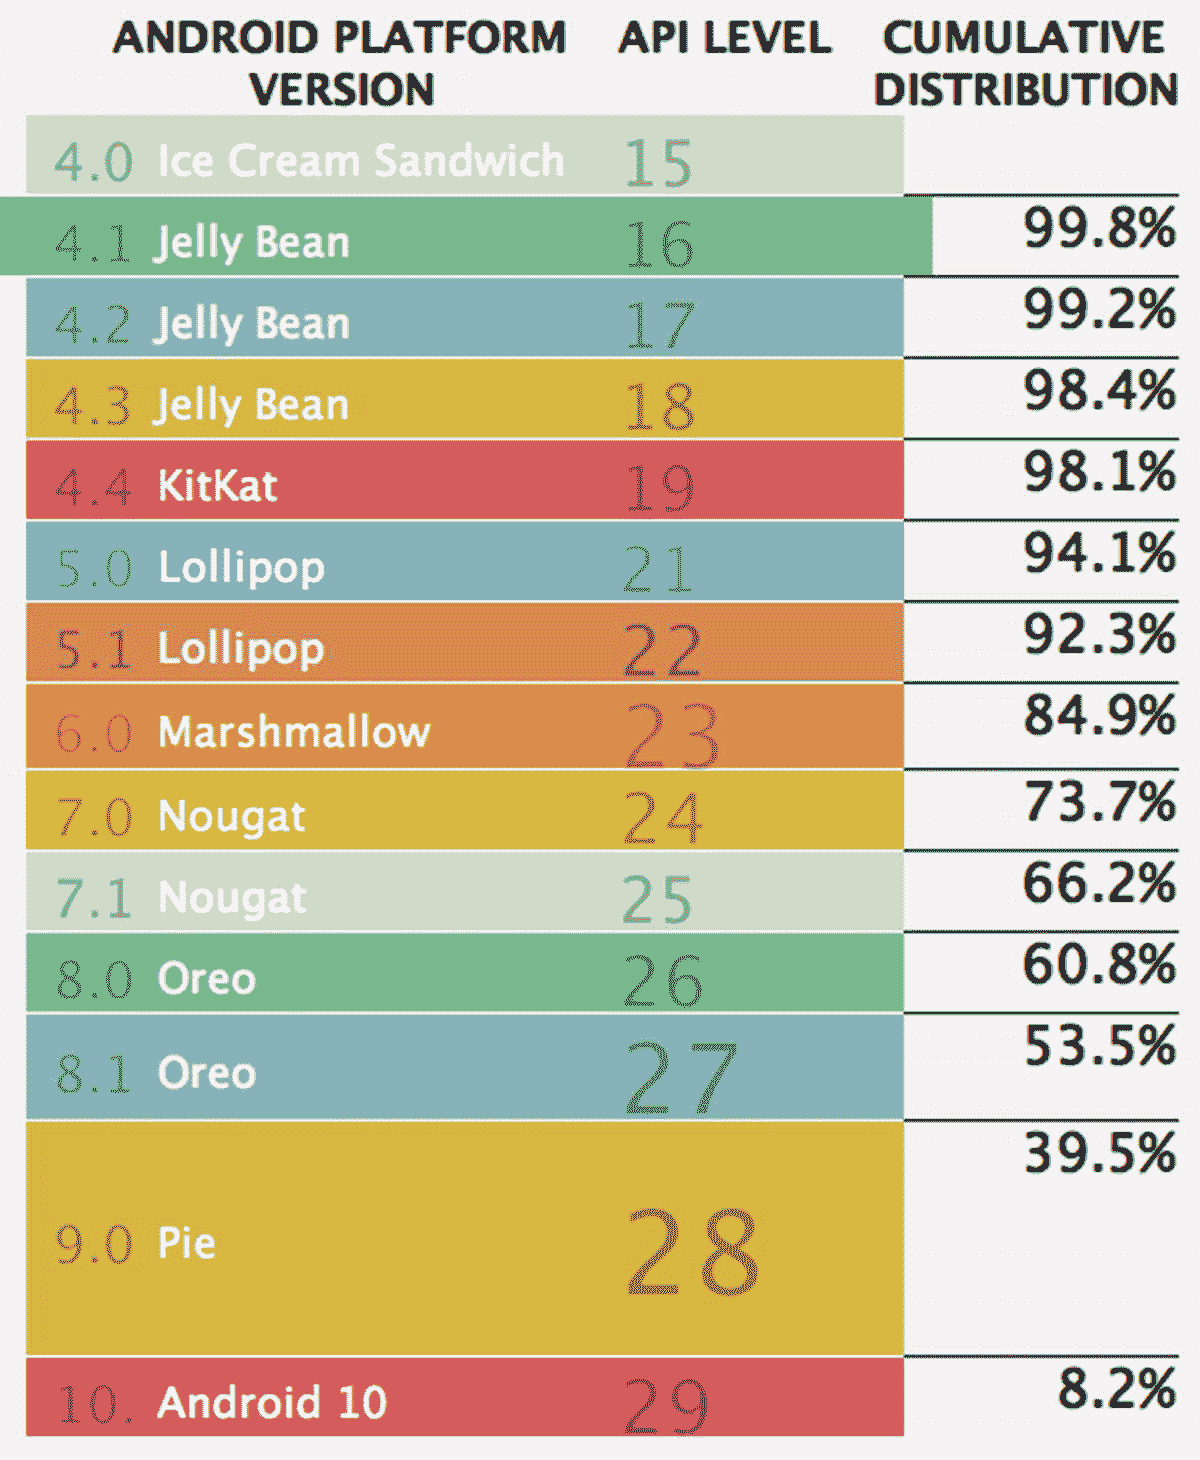 ANDROID PLATFORM VERSION API LEVEL CUMULATIVE DISTRIBUTION
4.0 Ice Cream Sandwich 15
4.1 Jelly Bean 16 99.8%
4.2 Jelly Bean 17 99.2%
4.3 Jelly Bean 18 98.4%
4.4 KitKat 19 98.1%
5.0 Lollipop 21 94.1%
5.1 Lollipop 22 92.3%
6.0 Marshmallow 23 84.9%
7.0 Nougat 24 73.7%
7.1 Nougat 25 66.2%
8.0 Oreo 26 60.8%
8.1 Oreo 27 53.5%
39.5%
9.0 Pie 28
10. Android 10 29 8.2%